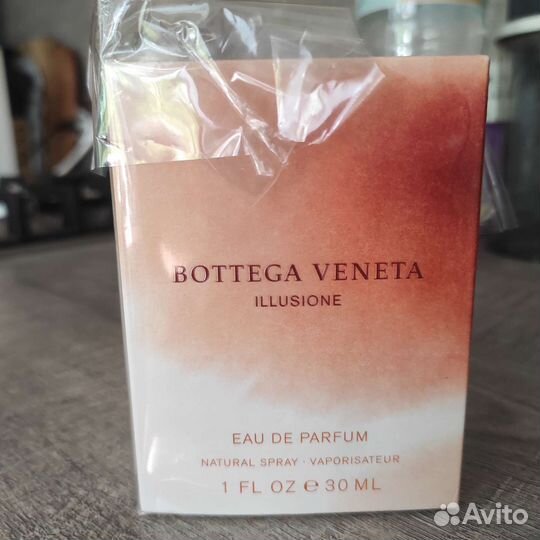 BOTTEGA VENETA
ILLUSIONE
EAU DE PARFUM
NATURAL SPRAY · VAPORISATEUR
1 FL OZ ℮ 30 ML
Avito